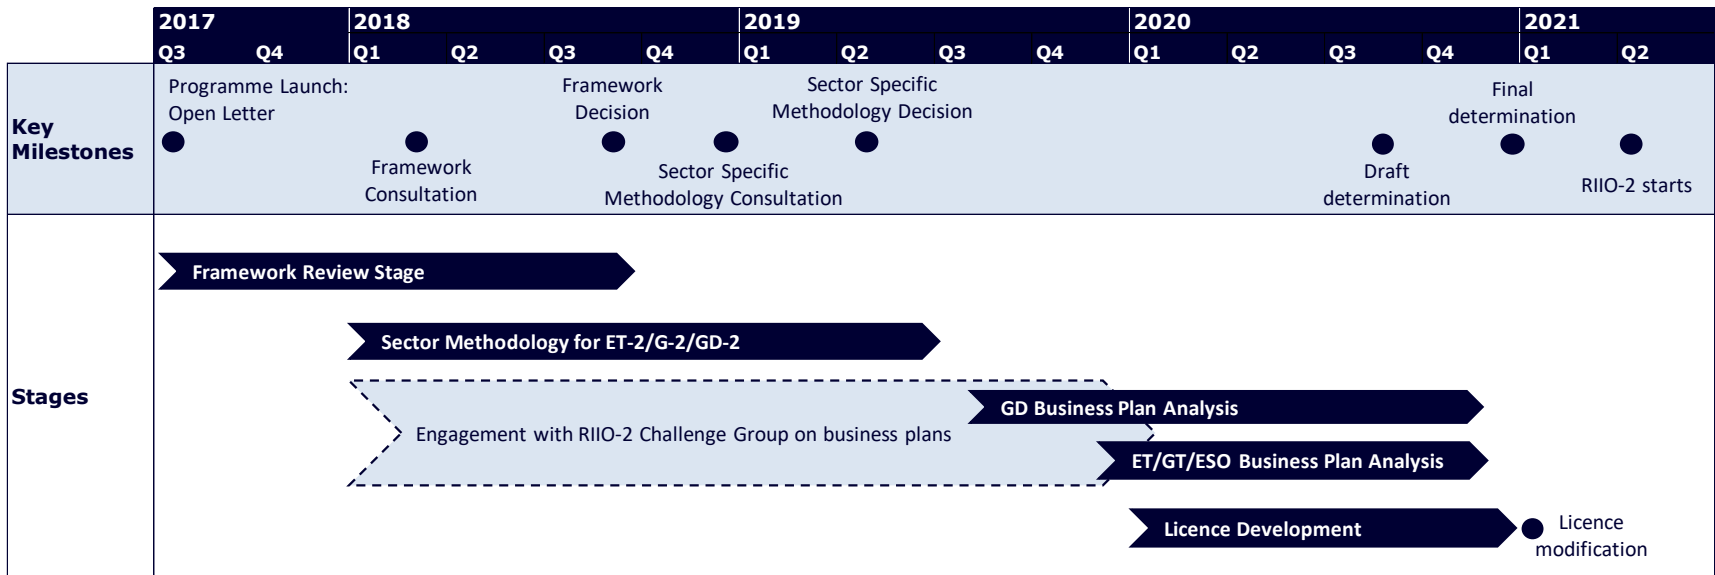 2017 2018 2019 2020 2021
Q3 Q4 Q1 Q2 Q3 Q4 Q1 Q2 Q3 Q4 Q1 Q2 Q3 Q4 Q1 Q2
Key
Milestones
Programme Launch:
Open Letter
Framework
Consultation
Framework
Decision
Sector Specific
Methodology Consultation
Sector Specific
Methodology Decision
Draft
determination
Final
determination
RIIO-2 starts
Stages
Framework Review Stage
Sector Methodology for ET-2/G-2/GD-2
GD Business Plan Analysis
Engagement with RIIO-2 Challenge Group on business plans
ET/GT/ESO Business Plan Analysis
Licence Development
Licence
modification